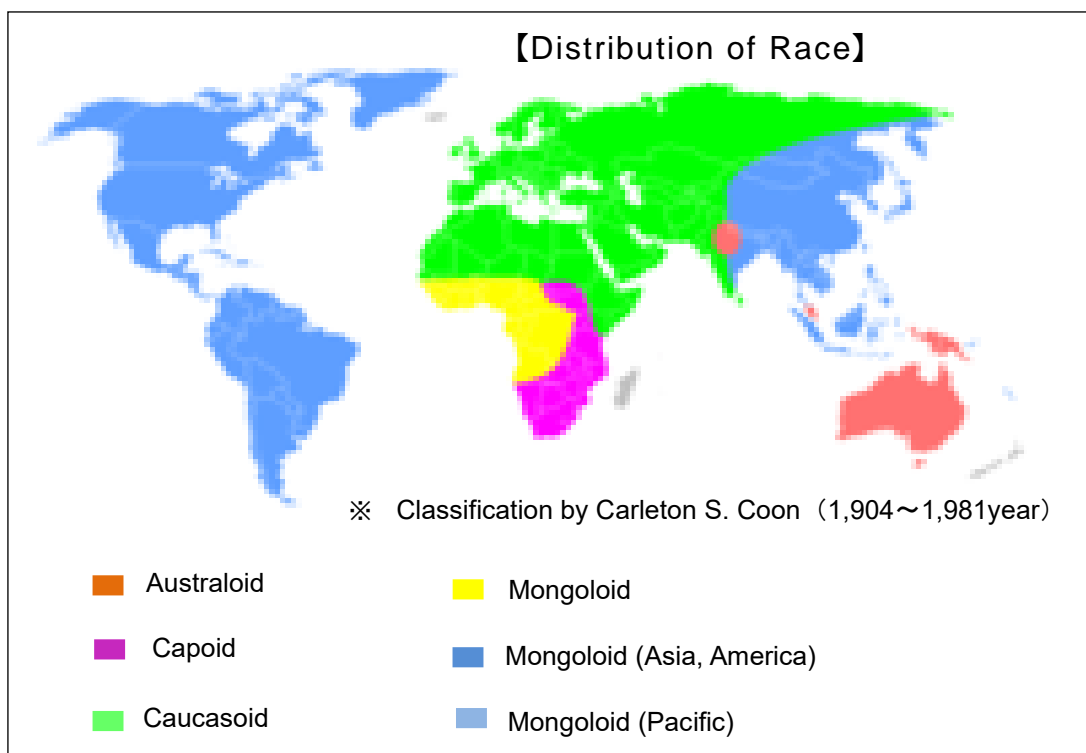 【Distribution of Race】
※ Classification by Carleton S. Coon（1,904～1,981year）
Australoid
Mongoloid
Capoid
Mongoloid (Asia, America)
Caucasoid
Mongoloid (Pacific)